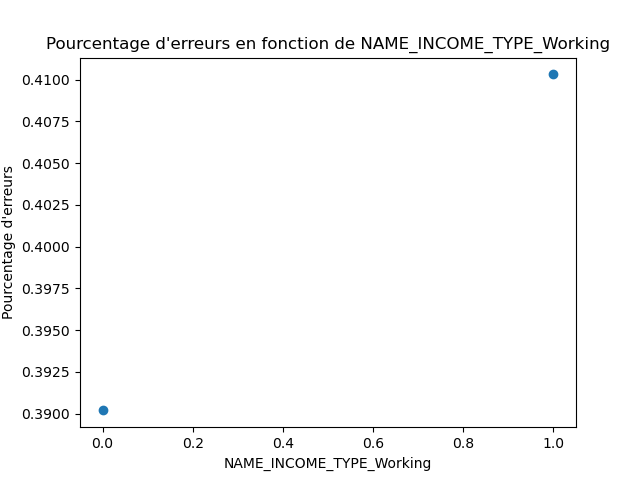 Pourcentage d'erreurs en fonction de NAME_INCOME_TYPE_Working
0.4100
0.4075
0.4050
0.4025
0.4000
0.3975
0.3950
0.3925
0.3900
Pourcentage d'erreurs
0.0 0.2 0.4 0.6 0.8 1.0
NAME_INCOME_TYPE_Working